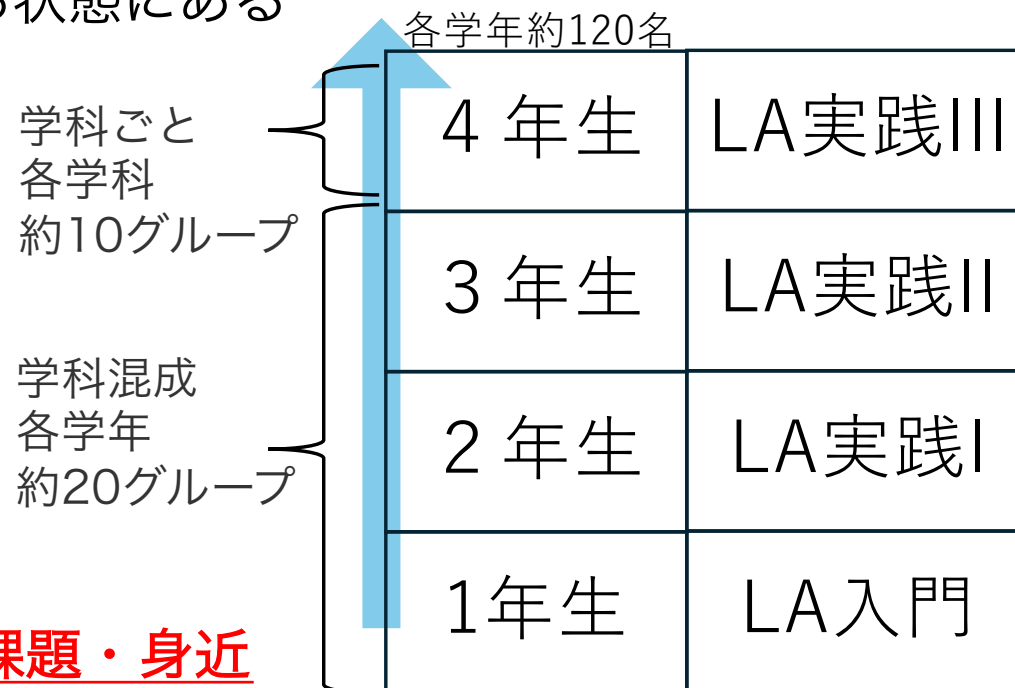 状態にある
各学年約120名
学科ごと
各学科
約10グループ
4 年生
LA実践III
3 年生
LA実践II
学科混成
各学年
約20グループ
2 年生
LA実践I
1年生
LA入門
課題・身近